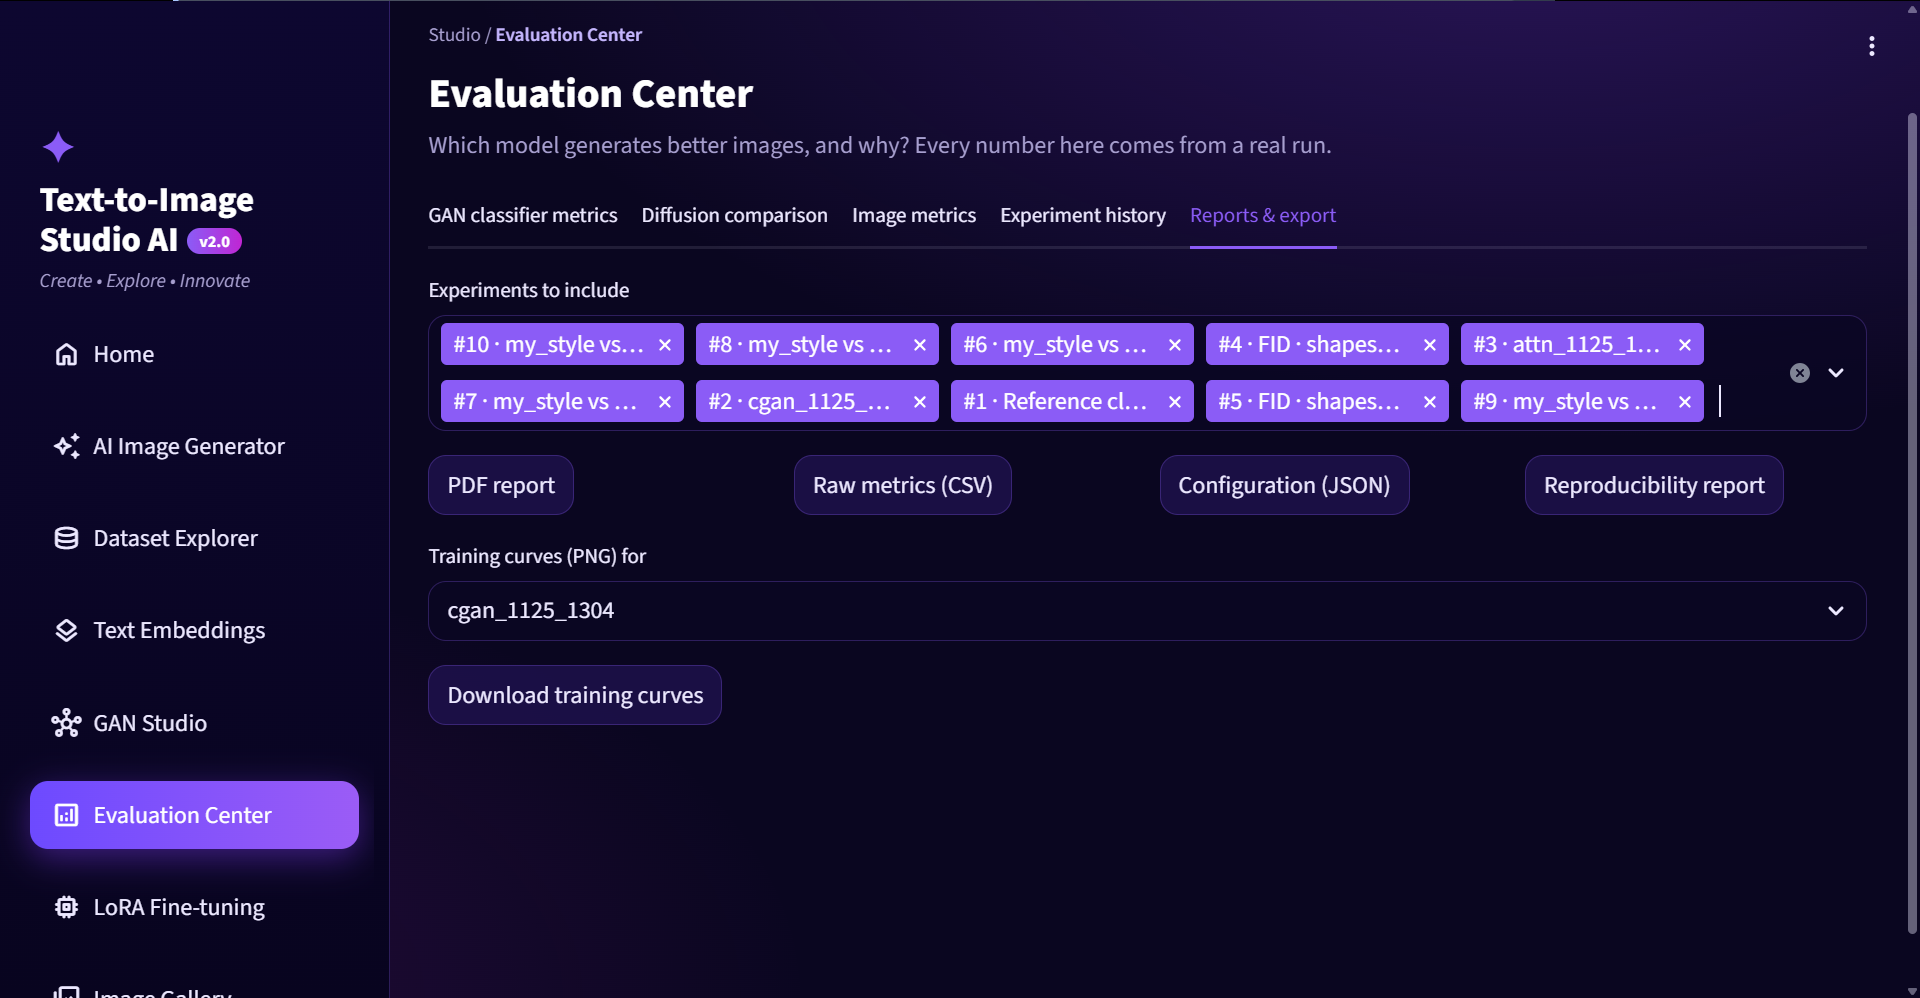 Text-to-Image
Studio AI v2.0
Create • Explore • Innovate
Home
AI Image Generator
Dataset Explorer
Text Embeddings
GAN Studio
Evaluation Center
LoRA Fine-tuning
Image Gallery
Studio / Evaluation Center
Evaluation Center
Which model generates better images, and why? Every number here comes from a real run.
GAN classifier metrics Diffusion comparison Image metrics Experiment history Reports & export
Experiments to include
#10 · my_style vs... #8 · my_style vs ... #6 · my_style vs ... #4 · FID · shapes... #3 · attn_1125_1...
#7 · my_style vs ... #2 · cgan_1125_... #1 · Reference cl... #5 · FID · shapes... #9 · my_style vs ...
PDF report Raw metrics (CSV) Configuration (JSON) Reproducibility report
Training curves (PNG) for
cgan_1125_1304
Download training curves